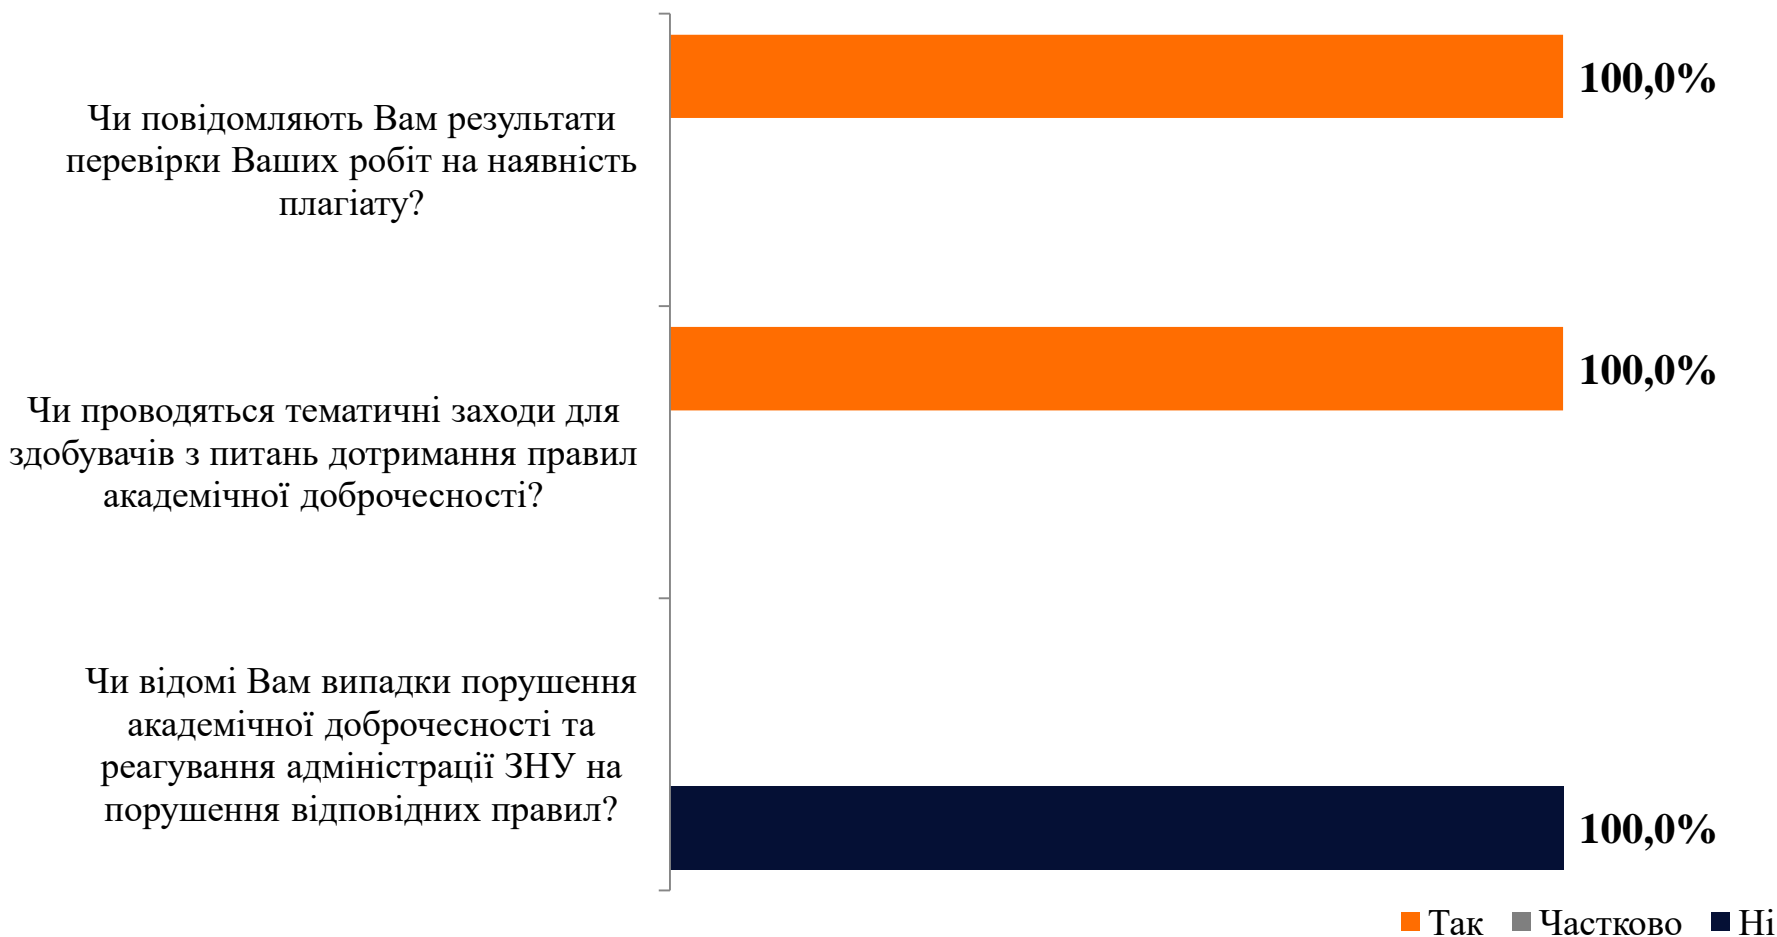 100,0%
Чи повідомляють Вам результати
перевірки Ваших робіт на наявність
плагіату?
100,0%
Чи проводяться тематичні заходи для
здобувачів з питань дотримання правил
академічної доброчесності?
Чи відомі Вам випадки порушення
академічної доброчесності та
реагування адміністрації ЗНУ на
порушення відповідних правил?
100,0%
Так Частково Ні